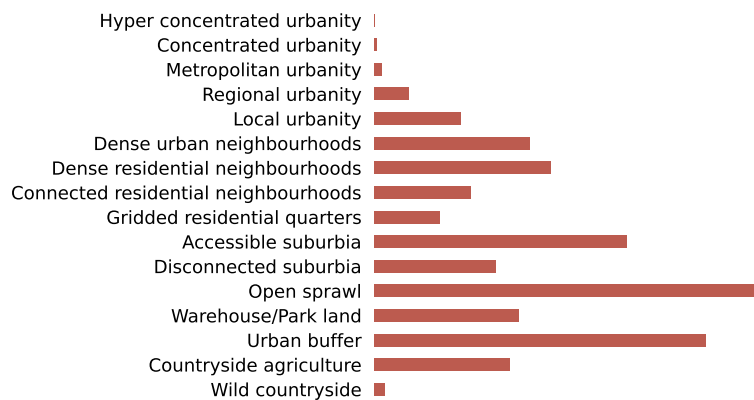 Hyper concentrated urbanity
Concentrated urbanity
Metropolitan urbanity
Regional urbanity
Local urbanity
Dense urban neighbourhoods
Dense residential neighbourhoods
Connected residential neighbourhoods
Gridded residential quarters
Accessible suburbia
Disconnected suburbia
Open sprawl
Warehouse/Park land
Urban buffer
Countryside agriculture
Wild countryside